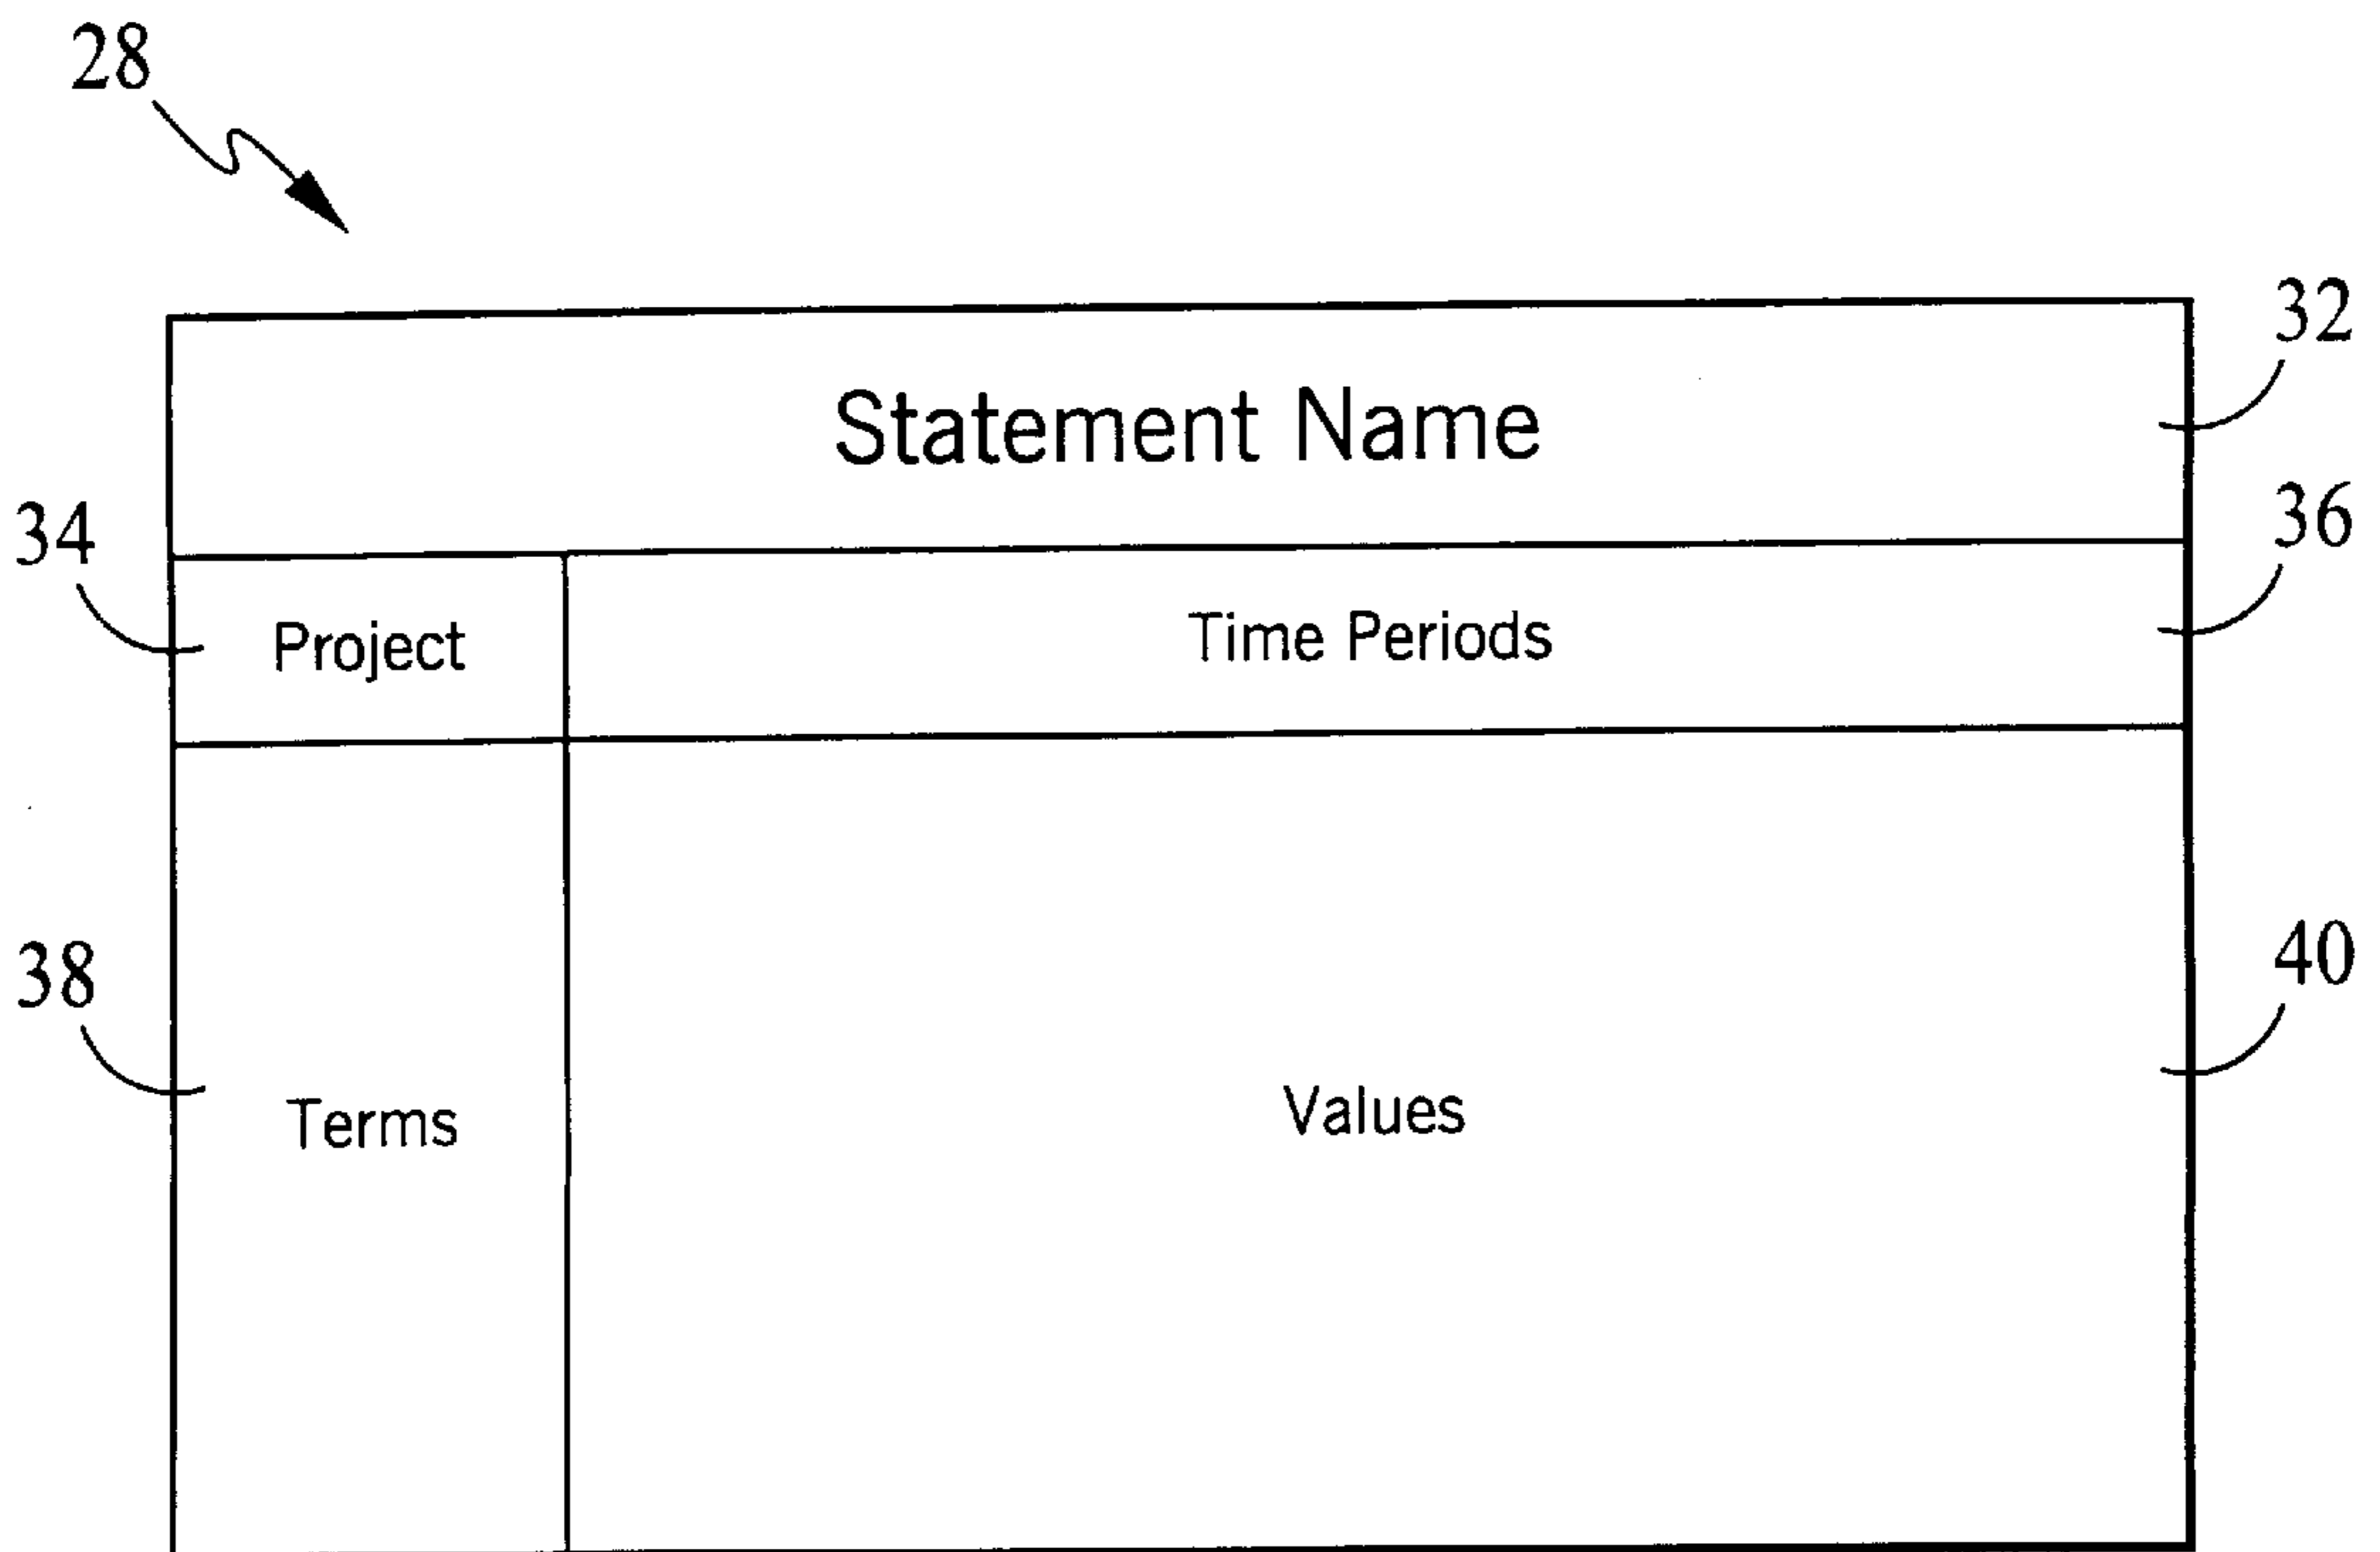 28
32
Statement Name
34
36
Project
Time Periods
38
40
Terms
Values